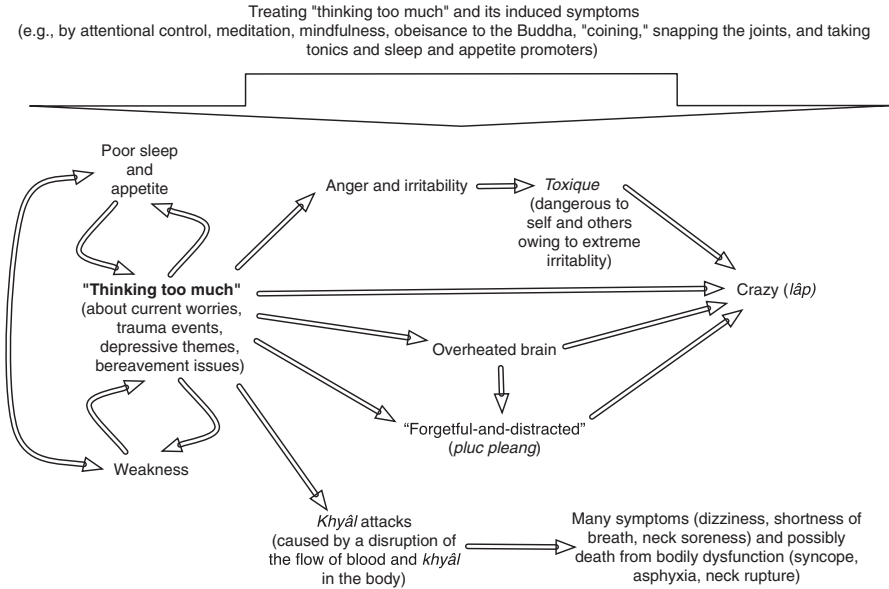 Treating "thinking too much" and its induced symptoms
(e.g., by attentional control, meditation, mindfulness, obeisance to the Buddha, "coining," snapping the joints, and taking
tonics and sleep and appetite promoters)
Poor sleep
and
appetite
Anger and irritability
Toxique
(dangerous to
self and others
owing to extreme
irritablity)
"Thinking too much"
(about current worries,
trauma events,
depressive themes,
bereavement issues)
Crazy (lâp)
Overheated brain
"Forgetful-and-distracted"
(pluc pleang)
Weakness
Khyâl attacks
(caused by a disruption of
the flow of blood and khyâl
in the body)
Many symptoms (dizziness, shortness of
breath, neck soreness) and possibly
death from bodily dysfunction (syncope,
asphyxia, neck rupture)